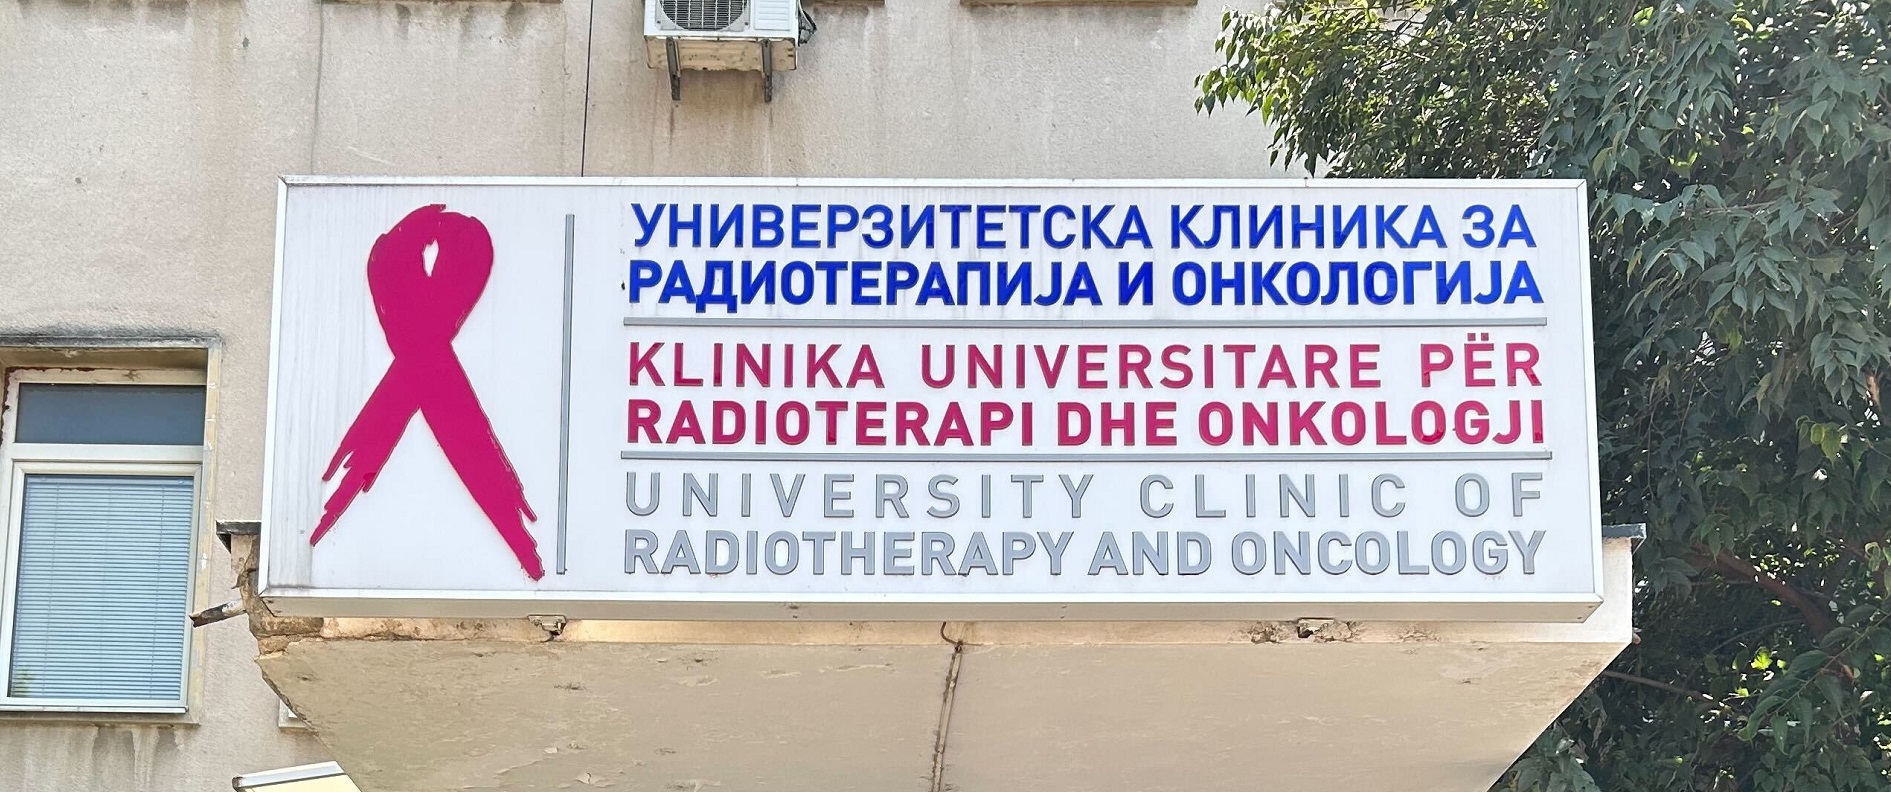 УНИВЕРЗИТЕТСКА КЛИНИКА ЗА
РАДИОТЕРАПИЈА И ОНКОЛОГИЈА
KLINIKA UNIVERSITARE PËR
RADIOTERAPI DHE ONKOLOGJI
UNIVERSITY CLINIC OF
RADIOTHERAPY AND ONCOLOGY